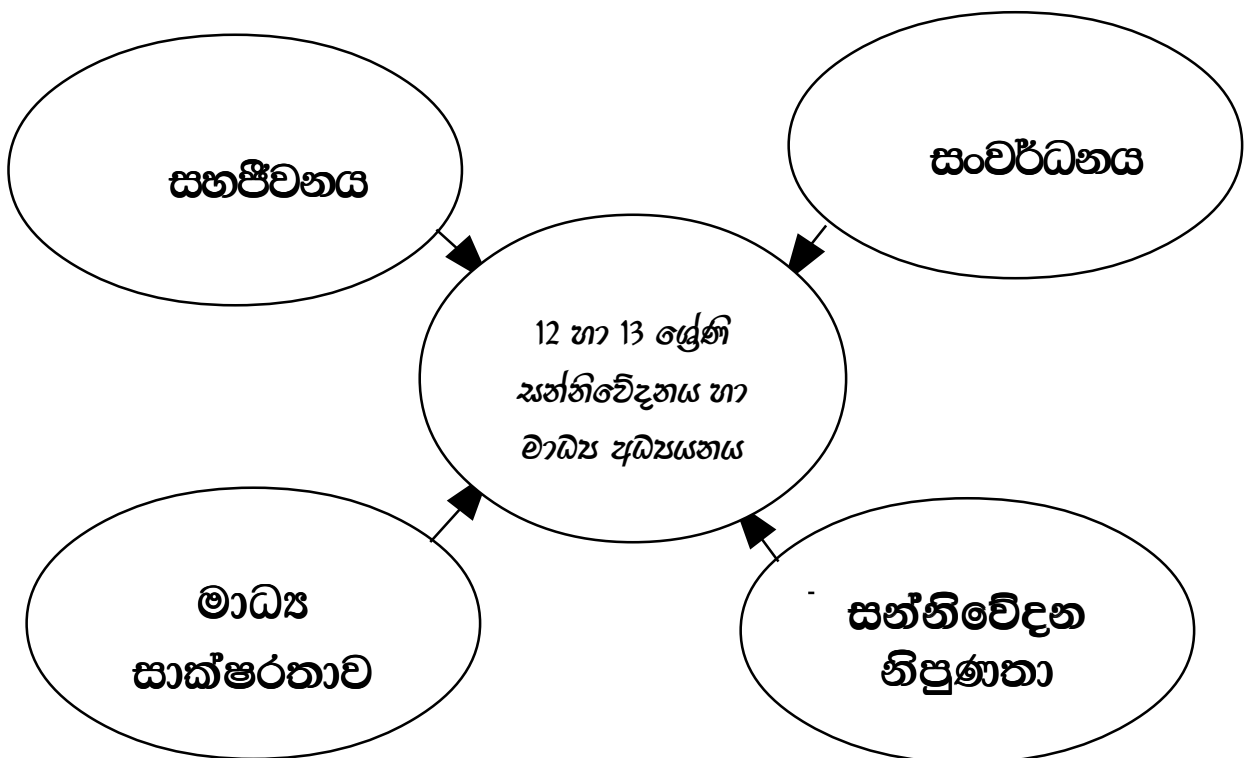 සහජීවනය
සංවර්ධනය
12 හා 13 ශ්‍රේණි
සන්නිවේදනය හා
මාධ්‍ය අධ්‍යයනය
මාධ්‍ය
සාක්ෂරතාව
-
සන්නිවේදන
නිපුණතා